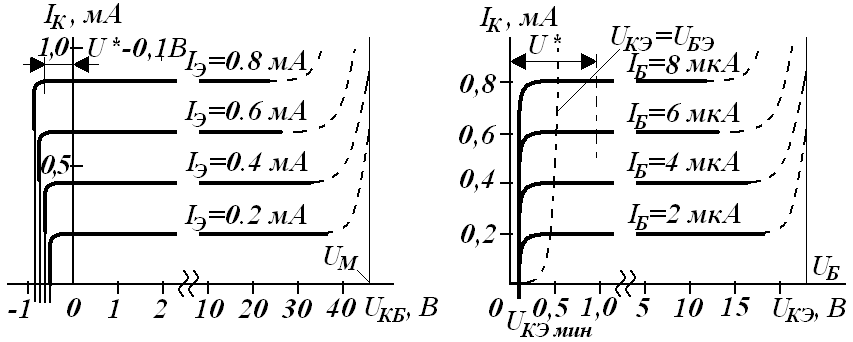 I_К, мА
1,0
U*-0,1В
I_Э=0.8 мА
I_Э=0.6 мА
0,5
I_Э=0.4 мА
I_Э=0.2 мА
U_М
-1 0 1 2 10 20 30 40 U_КБ, В
I_К, мА
U*
U_КЭ=U_БЭ
I_Б=8 мкА
0,8
I_Б=6 мкА
0,6
I_Б=4 мкА
0,4
I_Б=2 мкА
0,2
U_Б
0 0,5 1,0 5 10 15 U_КЭ, В
U_КЭ мин